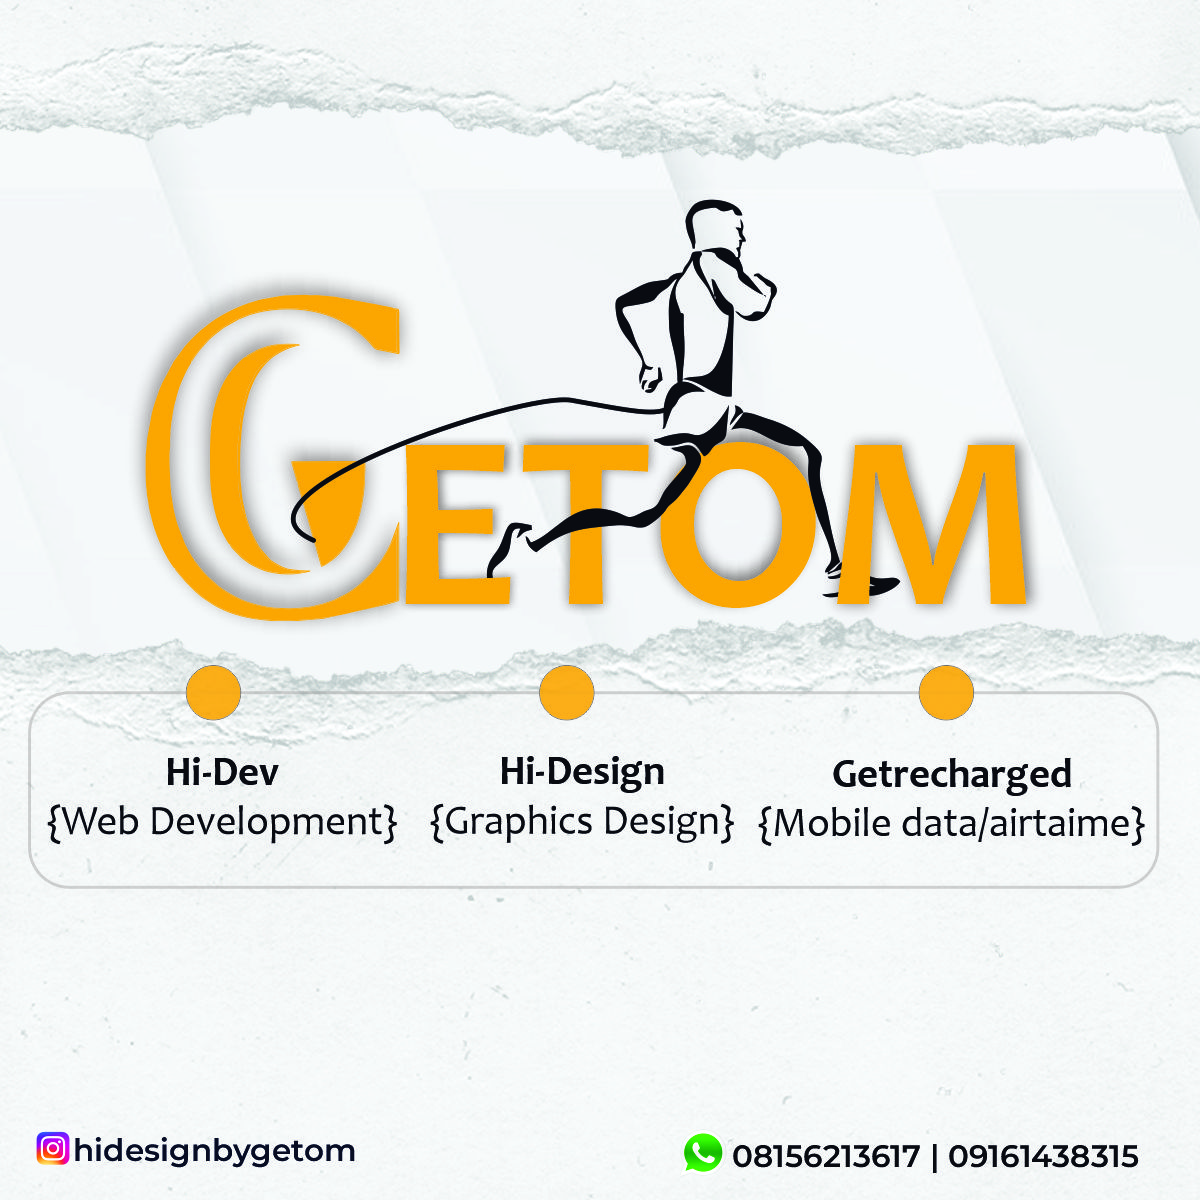 GETOM
Hi-Dev
{Web Development}
Hi-Design
{Graphics Design}
Getrecharged
{Mobile data/airtaime}
hidesignbygetom
08156213617 | 09161438315